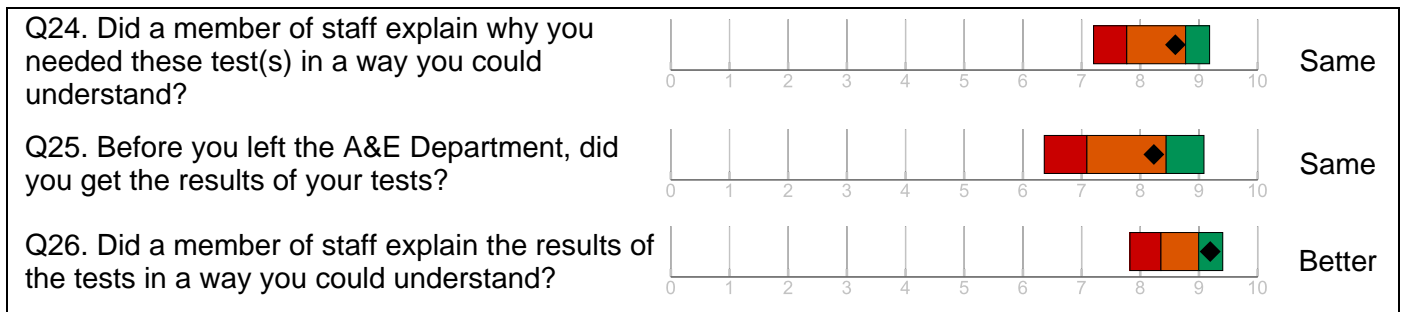 Q24. Did a member of staff explain why you
needed these test(s) in a way you could
understand?
0 1 2 3 4 5 6 7 8 9 10
Same
Q25. Before you left the A&E Department, did
you get the results of your tests?
0 1 2 3 4 5 6 7 8 9 10
Same
Q26. Did a member of staff explain the results of
the tests in a way you could understand?
0 1 2 3 4 5 6 7 8 9 10
Better